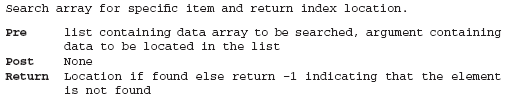 Search array for specific item and return index location.
Pre list containing data array to be searched, argument containing
data to be located in the list
Post None
Return Location if found else return -1 indicating that the element
is not found